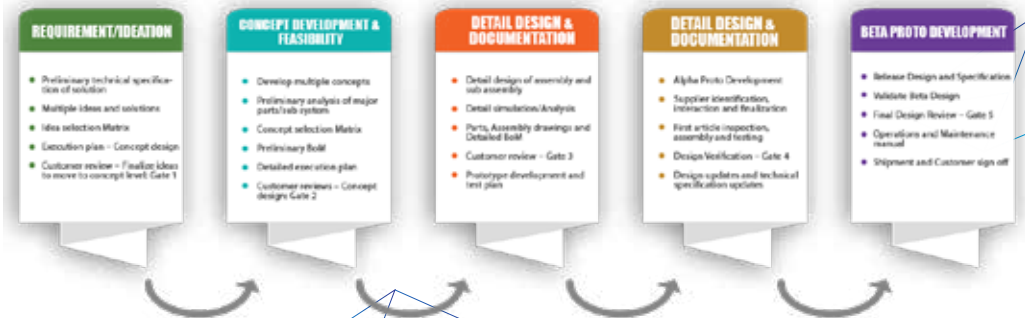 REQUIREMENT/IDEATION
Preliminary technical specifica-
tion of solution
Multiple ideas and solutions
Idea selection Matrix
Execution plan – Concept design
Customer review – Finalize ideas
to move to concept level: Gate 1
CONCEPT DEVELOPMENT &
FEASIBILITY
Develop multiple concepts
Preliminary analysis of major
parts/sub system
Concept selection Matrix
Preliminary BoM
Detailed execution plan
Customer reviews – Concept
design: Gate 2
DETAIL DESIGN &
DOCUMENTATION
Detail design of assembly and
sub assembly
Detail simulation/Analysis
Parts, Assembly drawings and
Detailed BoM
Customer review – Gate 3
Prototype development and
test plan
DETAIL DESIGN &
DOCUMENTATION
Alpha Proto Development
Supplier identification,
interaction and finalization
First article inspection,
assembly and testing
Design Verification – Gate 4
Design updates and technical
specification updates
BETA PROTO DEVELOPMENT
Release Design and Specification
Validate Beta Design
Final Design Review – Gate 5
Operations and Maintenance
manual
Shipment and Customer sign off